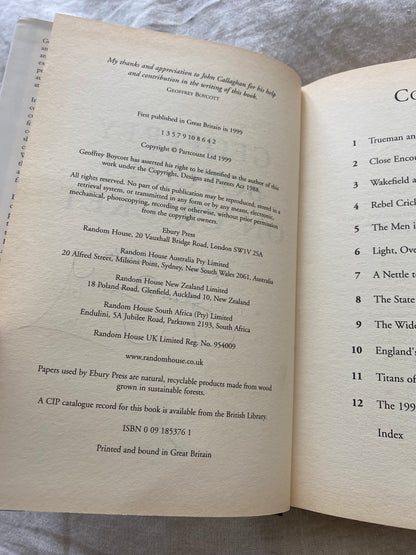 My thanks and appreciation to John Callaghan for his help
and contribution in the writing of this book.
GEOFFREY BOYCOTT
First published in Great Britain in 1999
1 3 5 7 9 10 8 6 4 2
Copyright © Partcount Ltd 1999
Geoffrey Boycott has asserted his right to be identified as the author of this
work under the Copyright, Designs and Patents Act 1988.
All rights reserved. No part of this publication may be reproduced, stored in a
retrieval system, or transmitted in any form or by any means, electronic,
mechanical, photocopying, recording or otherwise, without prior permission
from the copyright owners.
Ebury Press
Random House, 20 Vauxhall Bridge Road, London SW1V 2SA
Random House Australia Pty Limited
20 Alfred Street, Milsons Point, Sydney, New South Wales 2061, Australia
Random House New Zealand Limited
18 Poland Road, Glenfield, Auckland 10, New Zealand
Random House South Africa (Pty) Limited
Endulini, 5A Jubilee Road, Parktown 2193, South Africa
Random House UK Limited Reg. No. 954009
www.randomhouse.co.uk
Papers used by Ebury Press are natural, recyclable products made from wood
grown in sustainable forests.
A CIP catalogue record for this book is available from the British Library.
ISBN 0 09 185376 1
Printed and bound in Great Britain
Co
1 Trueman an
2 Close Encou
3 Wakefield a
4 Rebel Crick
5 The Men i
6 Light, Ove
7 A Nettle to
8 The State
9 The Wide
10 England's
11 Titans of
12 The 199
Index